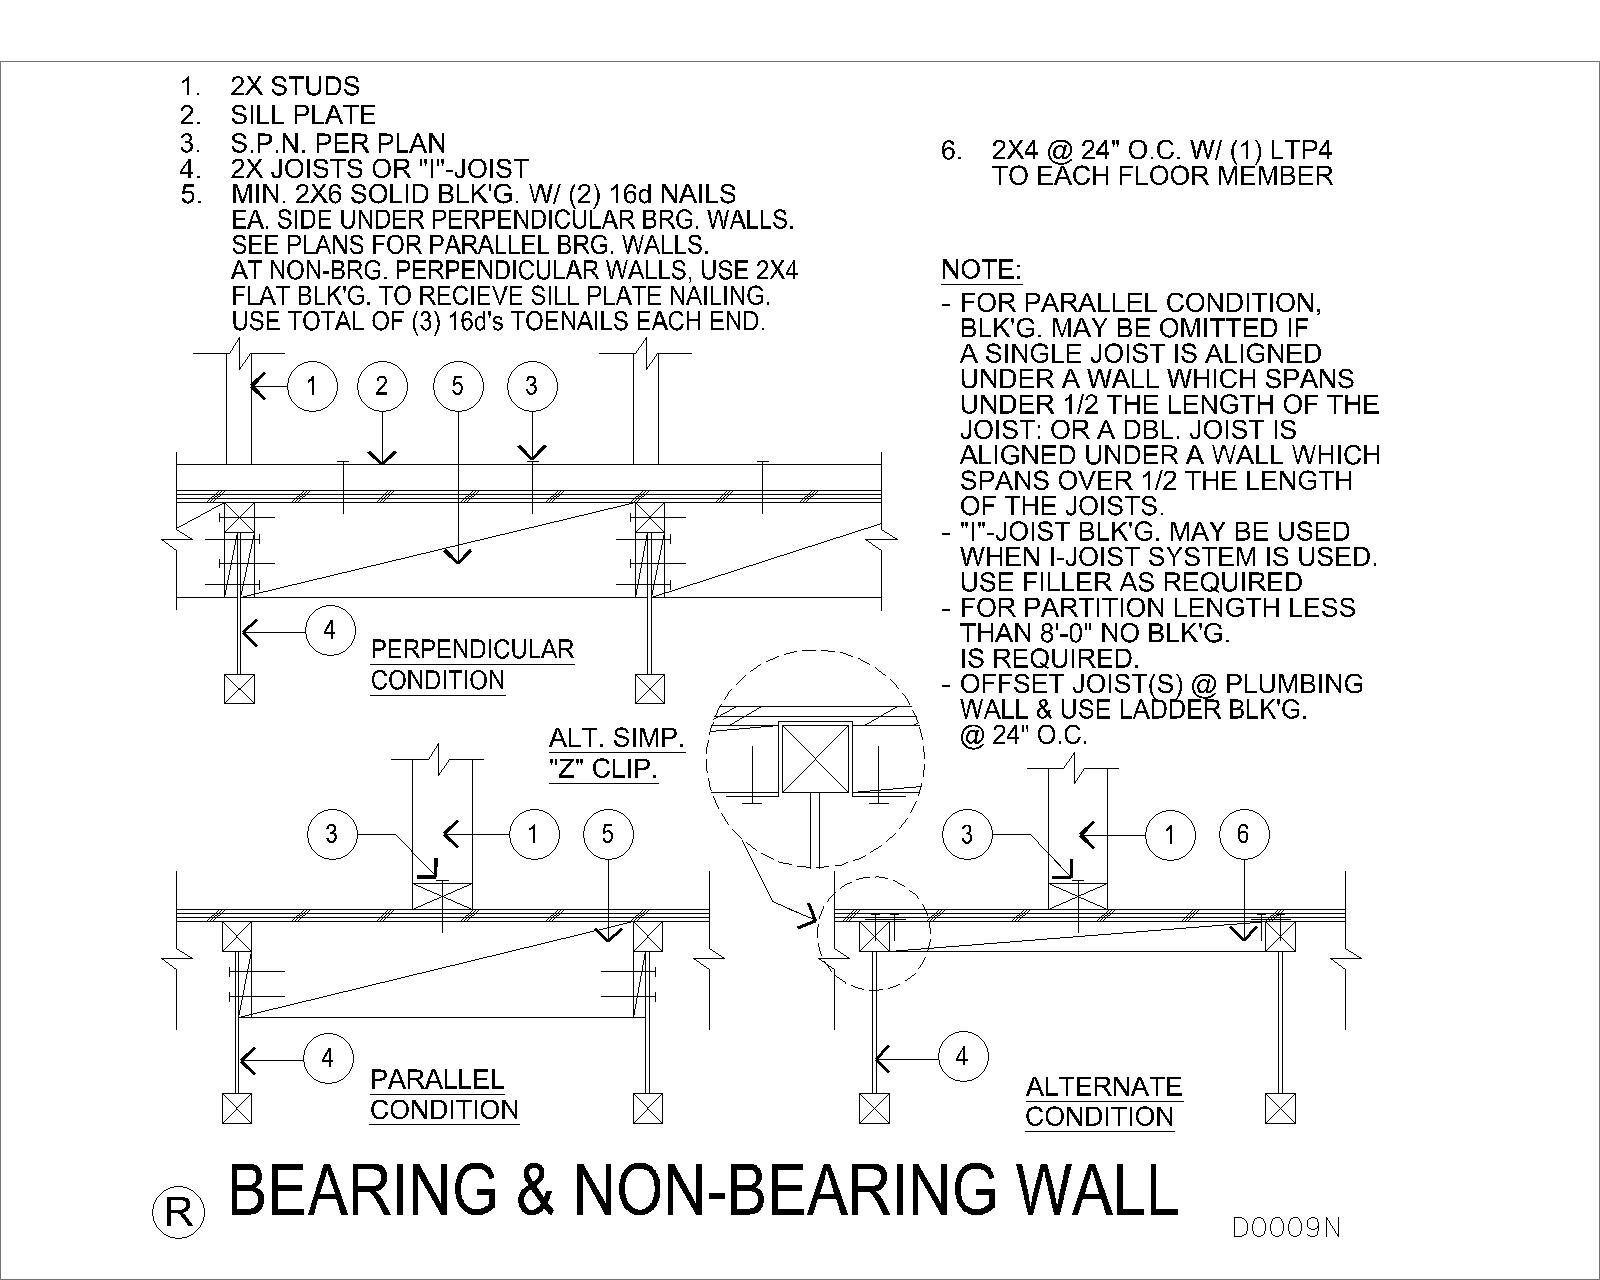 1. 2X STUDS
2. SILL PLATE
3. S.P.N. PER PLAN
4. 2X JOISTS OR "I"-JOIST
5. MIN. 2X6 SOLID BLK'G. W/ (2) 16d NAILS
EA. SIDE UNDER PERPENDICULAR BRG. WALLS.
SEE PLANS FOR PARALLEL BRG. WALLS.
AT NON-BRG. PERPENDICULAR WALLS, USE 2X4
FLAT BLK'G. TO RECIEVE SILL PLATE NAILING.
USE TOTAL OF (3) 16d's TOENAILS EACH END.
6. 2X4 @ 24" O.C. W/ (1) LTP4
TO EACH FLOOR MEMBER
NOTE:
- FOR PARALLEL CONDITION,
BLK'G. MAY BE OMITTED IF
A SINGLE JOIST IS ALIGNED
UNDER A WALL WHICH SPANS
UNDER 1/2 THE LENGTH OF THE
JOIST: OR A DBL. JOIST IS
ALIGNED UNDER A WALL WHICH
SPANS OVER 1/2 THE LENGTH
OF THE JOISTS.
- "I"-JOIST BLK'G. MAY BE USED
WHEN I-JOIST SYSTEM IS USED.
USE FILLER AS REQUIRED
- FOR PARTITION LENGTH LESS
THAN 8'-0" NO BLK'G.
IS REQUIRED.
- OFFSET JOIST(S) @ PLUMBING
WALL & USE LADDER BLK'G.
@ 24" O.C.
1 2 5 3
4
PERPENDICULAR
CONDITION
ALT. SIMP.
"Z" CLIP.
3 1 5
4
PARALLEL
CONDITION
3 1 6
4
ALTERNATE
CONDITION
R BEARING & NON-BEARING WALL
D0009N